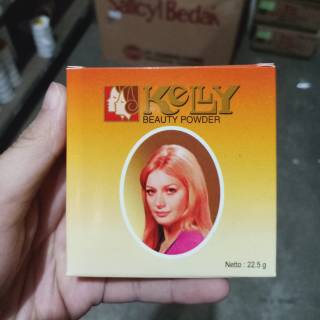 Salicyl Bedak
KELLY
BEAUTY POWDER
Netto : 22.5 g